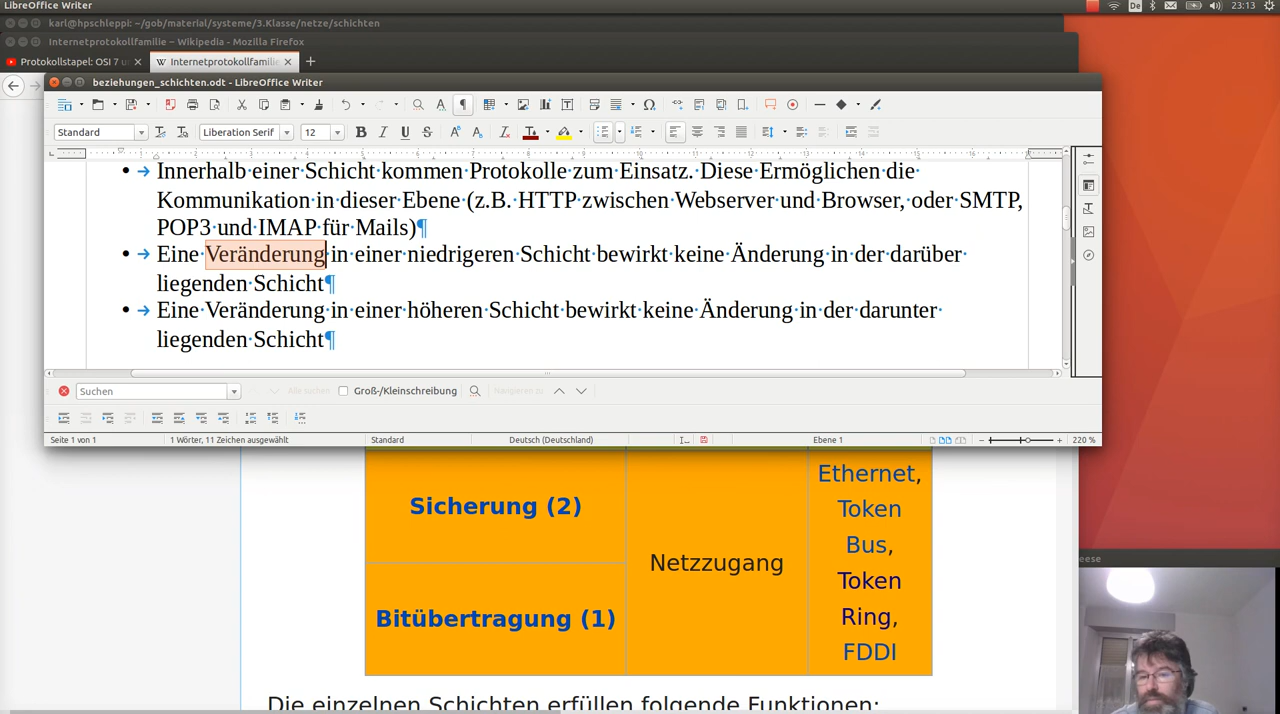 LibreOffice Writer
De
23:13
karl@hpschleppi: ~/gob/material/systeme/3.Klasse/netze/schichten
Internetprotokollfamilie – Wikipedia - Mozilla Firefox
Protokollstapel: OSI 7 u
Internetprotokollfamilie
beziehungen_schichten.odt - LibreOffice Writer
Standard
Liberation Serif
12
Innerhalb einer Schicht kommen Protokolle zum Einsatz. Diese Ermöglichen die
Kommunikation in dieser Ebene (z.B. HTTP zwischen Webserver und Browser, oder SMTP,
POP3 und IMAP für Mails)¶
Eine Veränderung in einer niedrigeren Schicht bewirkt keine Änderung in der darüber
liegenden Schicht¶
Eine Veränderung in einer höheren Schicht bewirkt keine Änderung in der darunter
liegenden Schicht¶
Suchen
Alle suchen
Groß-/Kleinschreibung
Navigieren zu
Seite 1 von 1
1 Wörter, 11 Zeichen ausgewählt
Standard
Deutsch (Deutschland)
Ebene 1
220 %
Sicherung (2)
Bitübertragung (1)
Netzzugang
Ethernet,
Token
Bus,
Token
Ring,
FDDI
eese
Die einzelnen Schichten erfüllen folgende Funktionen: